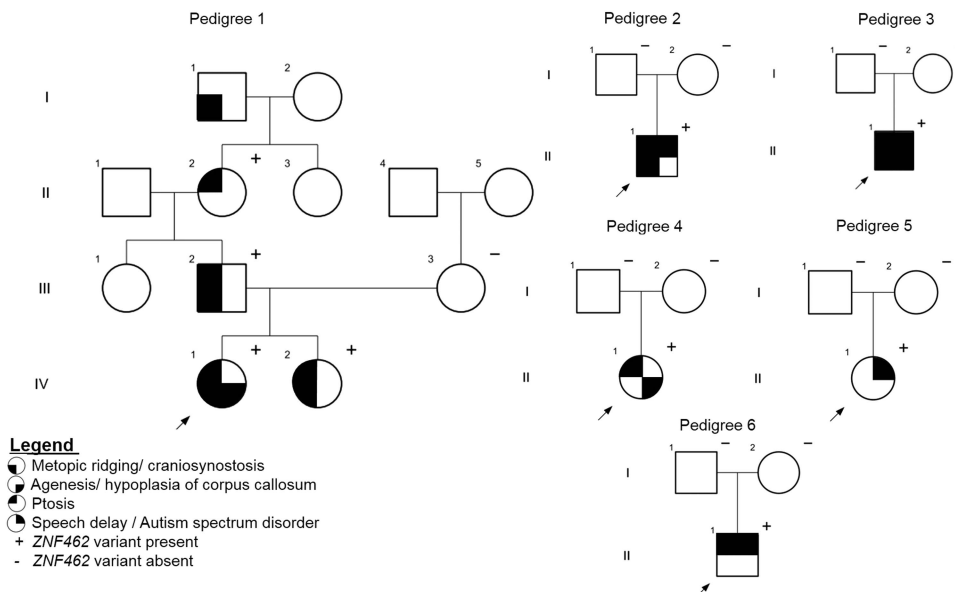 Pedigree 1
Pedigree 2
Pedigree 3
1 2
I
1 - 2 -
I
1 - 2
I
1 +
II
1 +
II
1 2 + 3 4 5
II
Pedigree 4
Pedigree 5
1 2 + 3 -
III
1 - 2 -
I
1 - 2 -
I
1 + 2 +
IV
1 +
II
1 +
II
Pedigree 6
1 - 2 -
I
1 +
II
Legend
Metopic ridging/ craniosynostosis
Agenesis/ hypoplasia of corpus callosum
Ptosis
Speech delay / Autism spectrum disorder
+ ZNF462 variant present
- ZNF462 variant absent